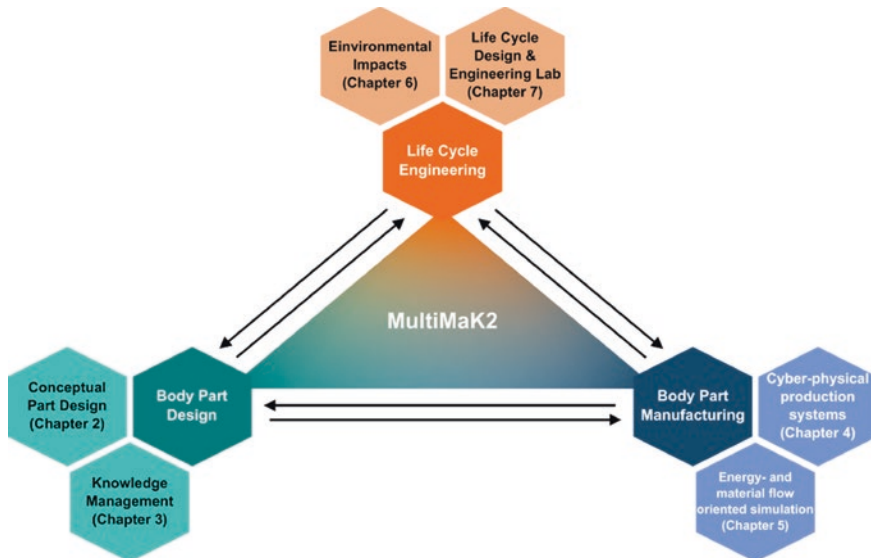 Einvironmental
Impacts
(Chapter 6)
Life Cycle
Design &
Engineering Lab
(Chapter 7)
Life Cycle
Engineering
MultiMaK2
Conceptual
Part Design
(Chapter 2)
Body Part
Design
Knowledge
Management
(Chapter 3)
Body Part
Manufacturing
Cyber-physical
production
systems
(Chapter 4)
Energy- and
material flow
oriented simulation
(Chapter 5)